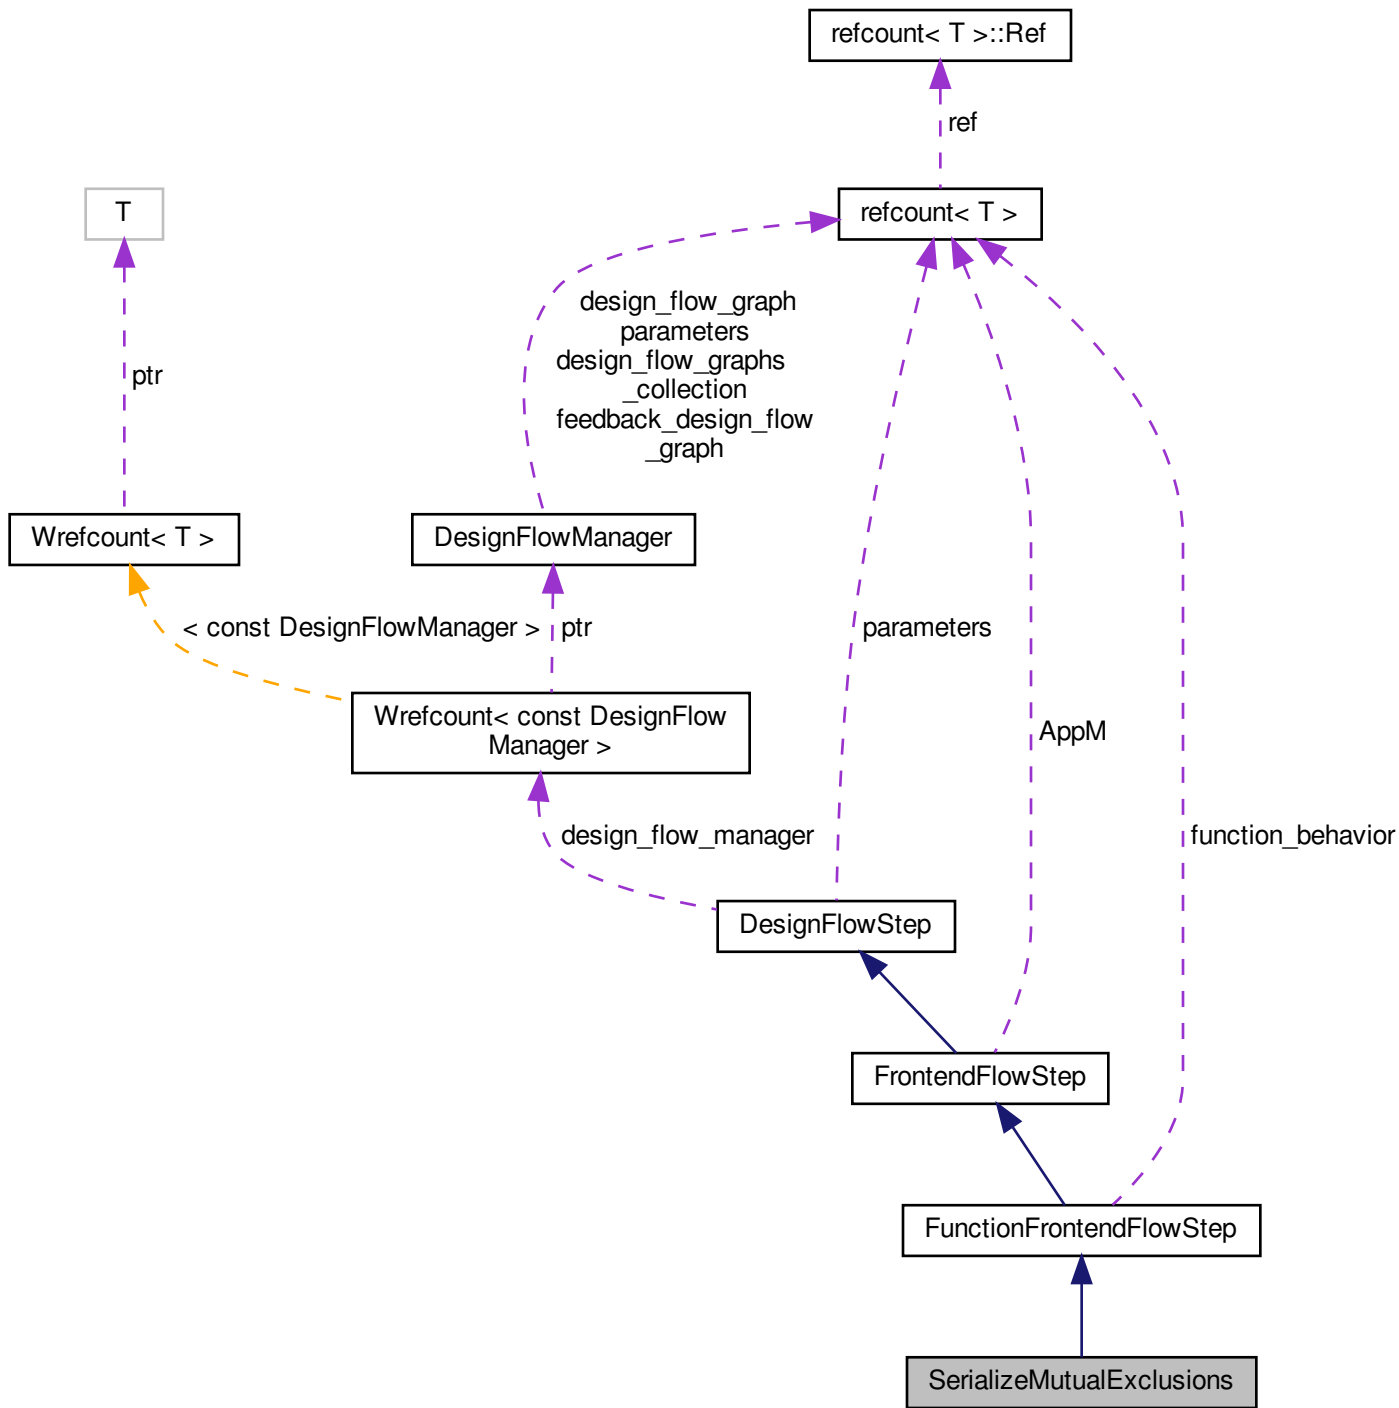 refcount< T >::Ref
ref
T
refcount< T >
design_flow_graph
parameters
design_flow_graphs
_collection
feedback_design_flow
_graph
ptr
Wrefcount< T >
DesignFlowManager
< const DesignFlowManager >
ptr
parameters
Wrefcount< const DesignFlow
Manager >
AppM
design_flow_manager
function_behavior
DesignFlowStep
FrontendFlowStep
FunctionFrontendFlowStep
SerializeMutualExclusions